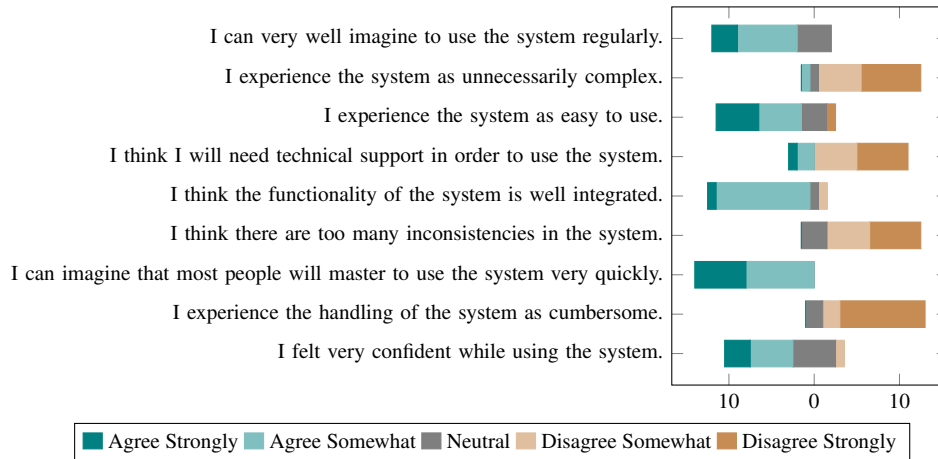 I can very well imagine to use the system regularly.
I experience the system as unnecessarily complex.
I experience the system as easy to use.
I think I will need technical support in order to use the system.
I think the functionality of the system is well integrated.
I think there are too many inconsistencies in the system.
I can imagine that most people will master to use the system very quickly.
I experience the handling of the system as cumbersome.
I felt very confident while using the system.
10 0 10
Agree Strongly Agree Somewhat Neutral Disagree Somewhat Disagree Strongly